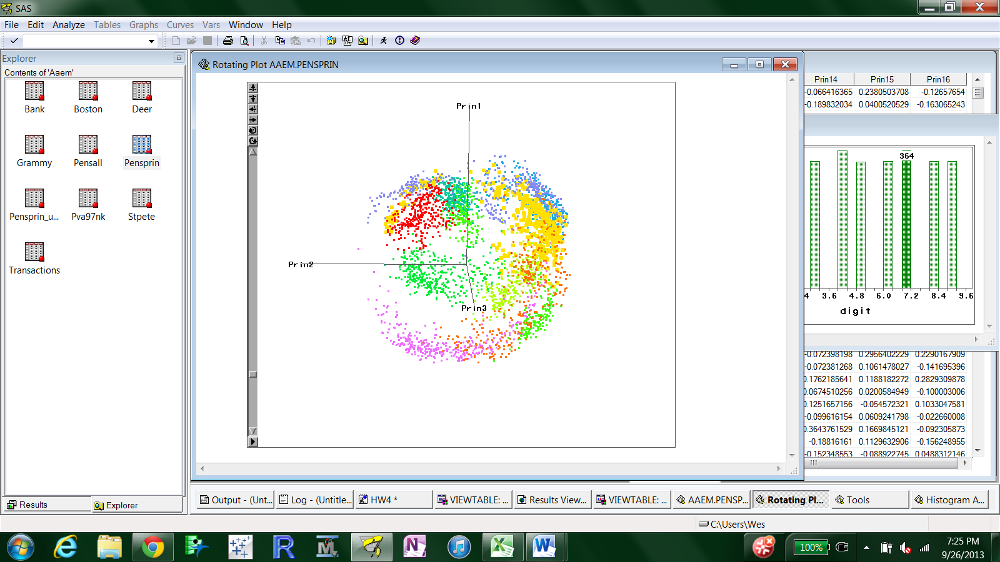 SAS
File Edit Analyze Tables Graphs Curves Vars Window Help
Explorer
Contents of 'Aaem'
Bank Boston Deer
Grammy Pensall Pensprin
Pensprin_u... Pva97nk Stpete
Transactions
Results Explorer
Rotating Plot AAEM.PENSPRIN
Prin1
Prin2
Prin3
Prin14 Prin15 Prin16
-0.066416365 0.2380503708 -0.12657654
-0.189832034 0.0400520529 -0.163065243
364
4 3.6 4.8 6.0 7.2 8.4 9.6
digit
-0.072398198 0.2956402229 0.2290167909
-0.072381268 0.1061478027 -0.141695396
0.1762185641 0.1188182272 0.2829309878
0.0674510256 0.0200584949 -0.100003006
0.1251657156 -0.054572321 0.1033047581
-0.099616154 0.0609241798 -0.022660008
0.3643761529 0.1669845121 -0.092305873
-0.18816161 0.1129632906 -0.156248955
-0.152348553 -0.088922745 0.0488312146
Output - (Unt... Log - (Untitle... HW4 * VIEWTABLE: ... Results View... VIEWTABLE: ... AAEM.PENSP... Rotating Pl... Tools Histogram A...
C:\Users\Wes
100%
7:25 PM
9/26/2013